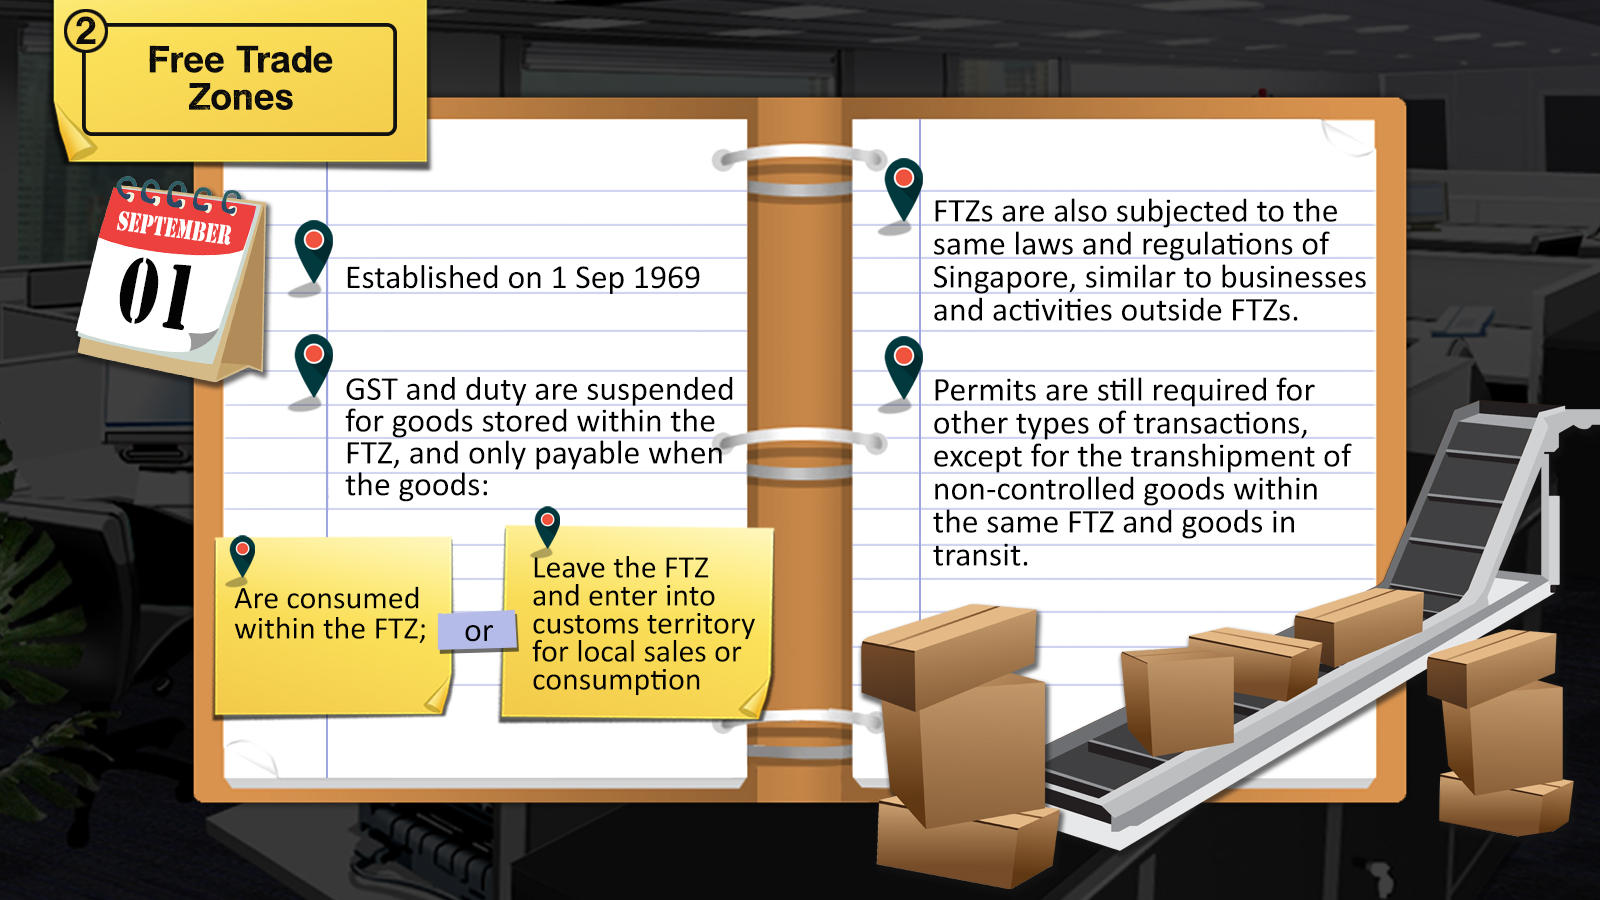 2
Free Trade
Zones
SEPTEMBER
01
Established on 1 Sep 1969
GST and duty are suspended
for goods stored within the
FTZ, and only payable when
the goods:
Are consumed
within the FTZ;
or
Leave the FTZ
and enter into
customs territory
for local sales or
consumption
FTZs are also subjected to the
same laws and regulations of
Singapore, similar to businesses
and activities outside FTZs.
Permits are still required for
other types of transactions,
except for the transhipment of
non-controlled goods within
the same FTZ and goods in
transit.